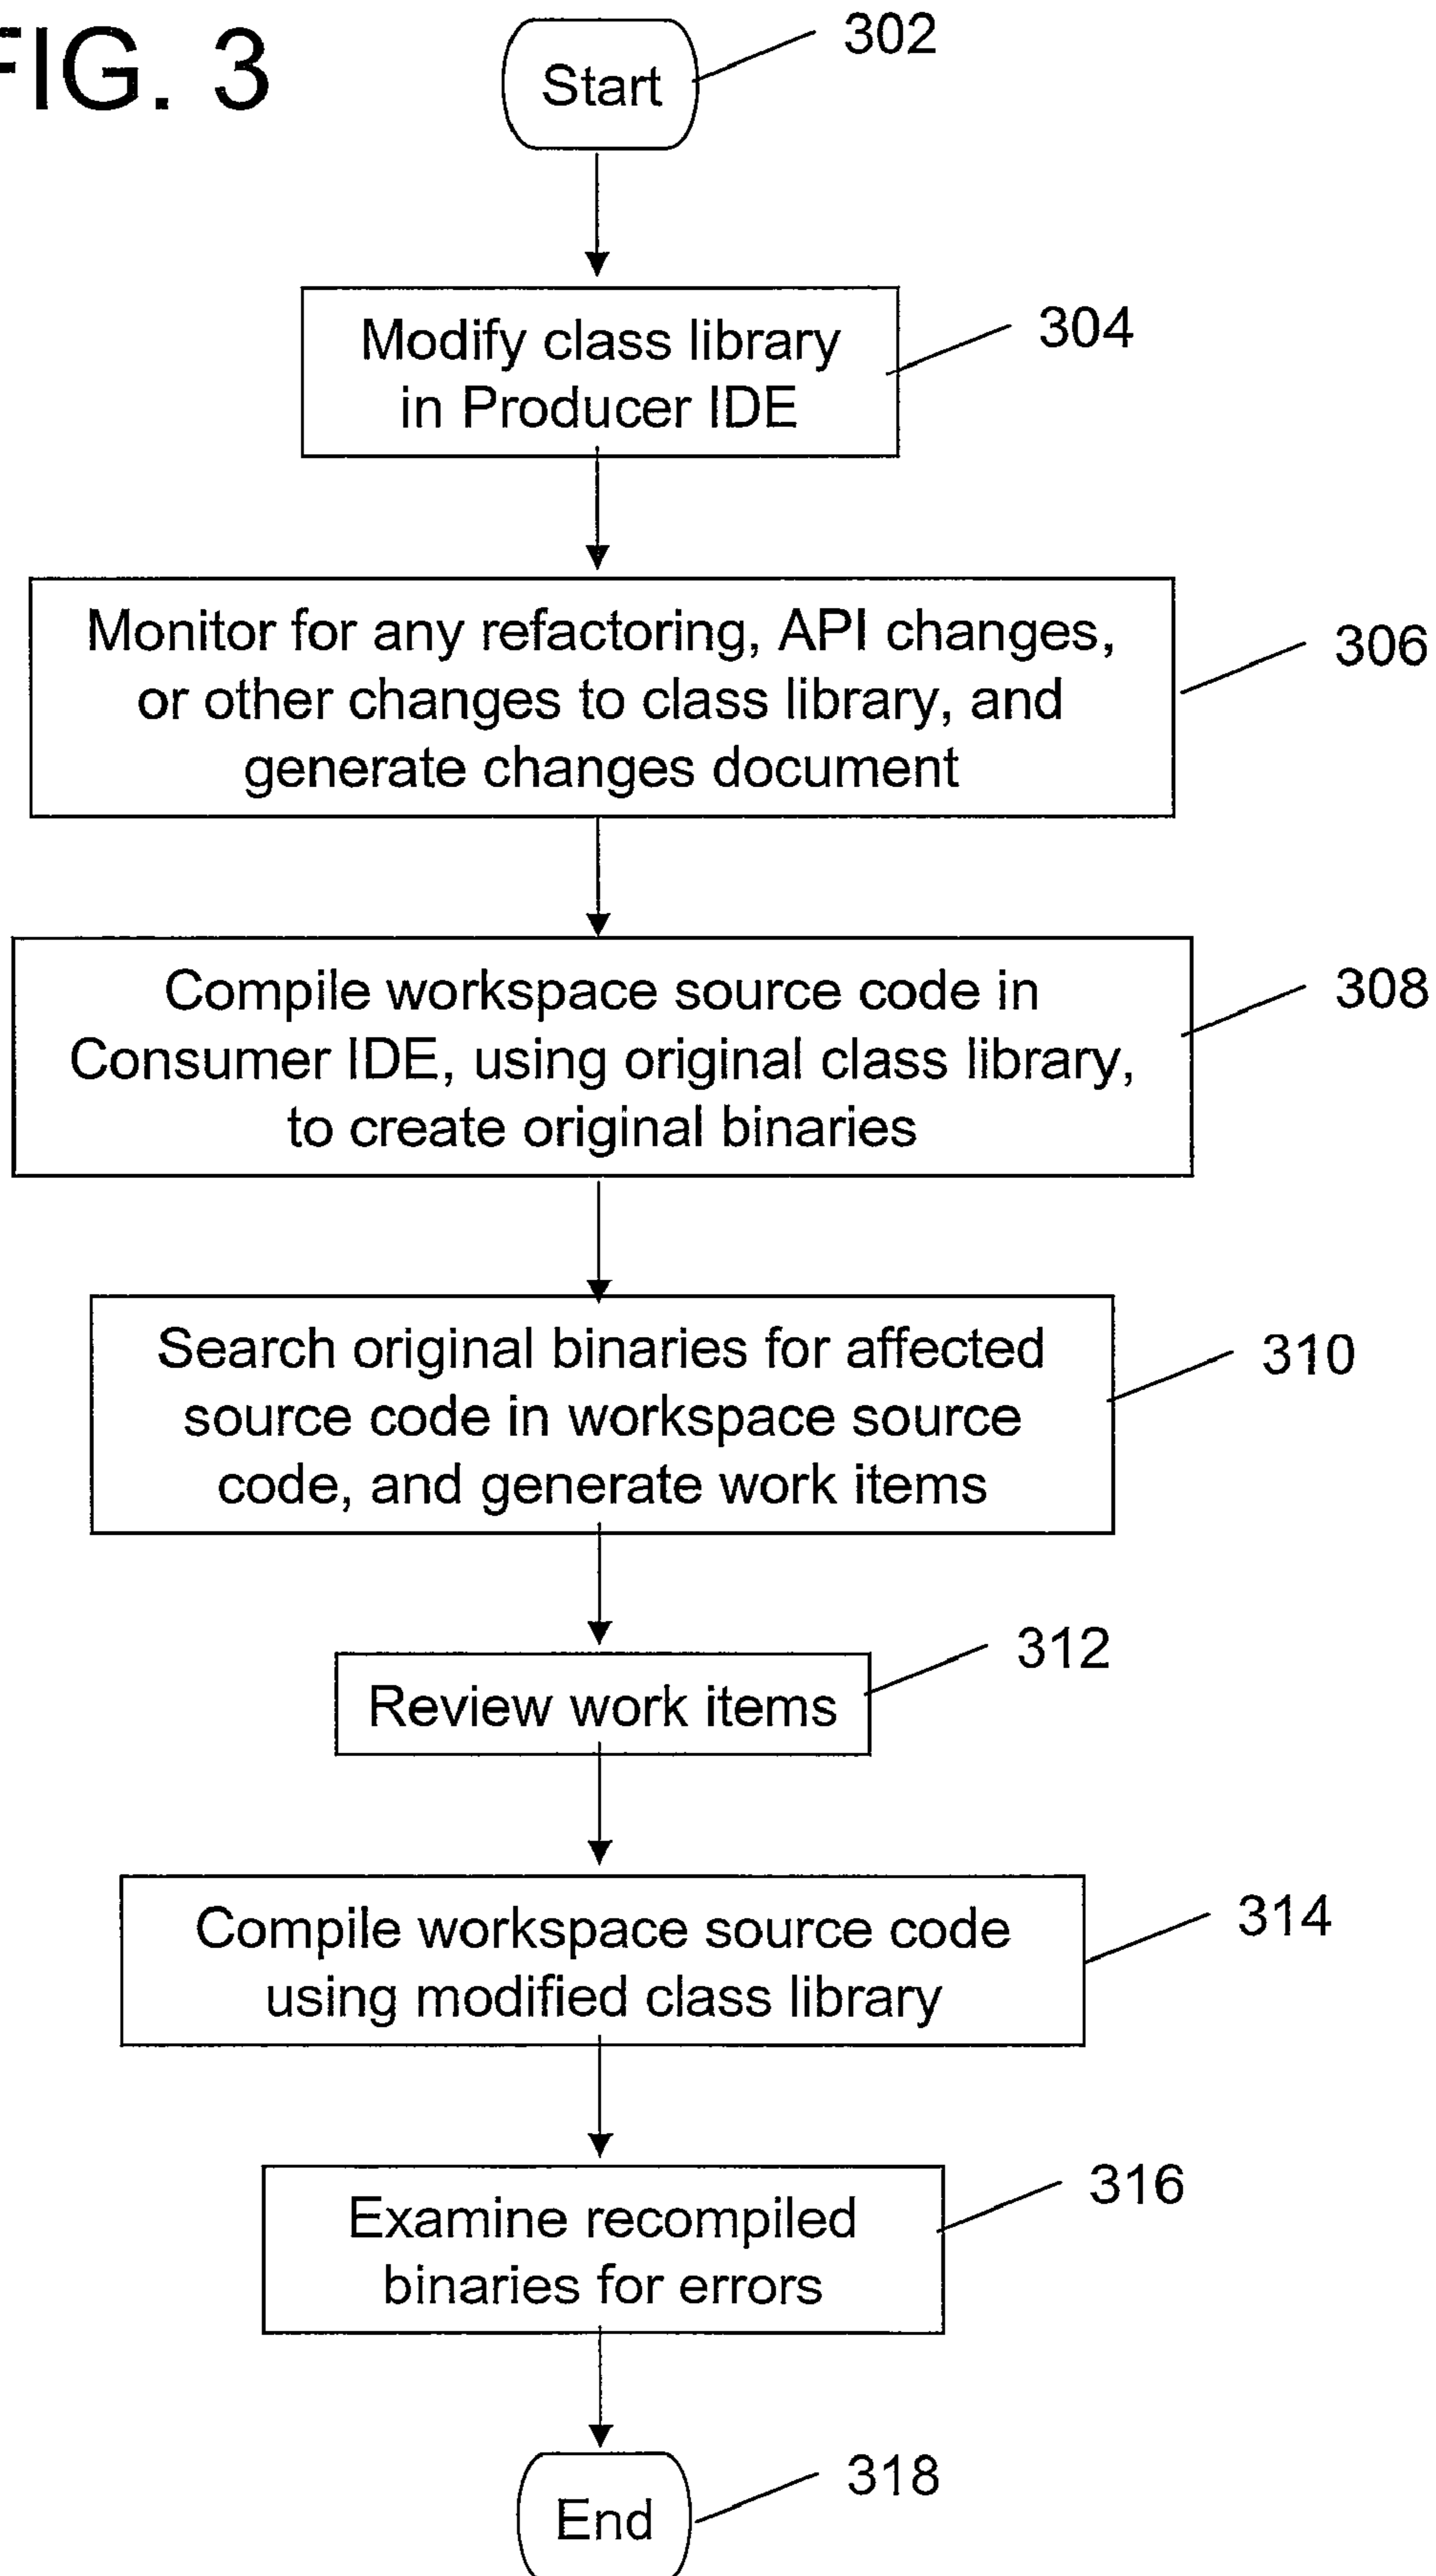 FIG. 3
302
Start
304
Modify class library
in Producer IDE
306
Monitor for any refactoring, API changes,
or other changes to class library, and
generate changes document
308
Compile workspace source code in
Consumer IDE, using original class library,
to create original binaries
310
Search original binaries for affected
source code in workspace source
code, and generate work items
312
Review work items
314
Compile workspace source code
using modified class library
316
Examine recompiled
binaries for errors
318
End